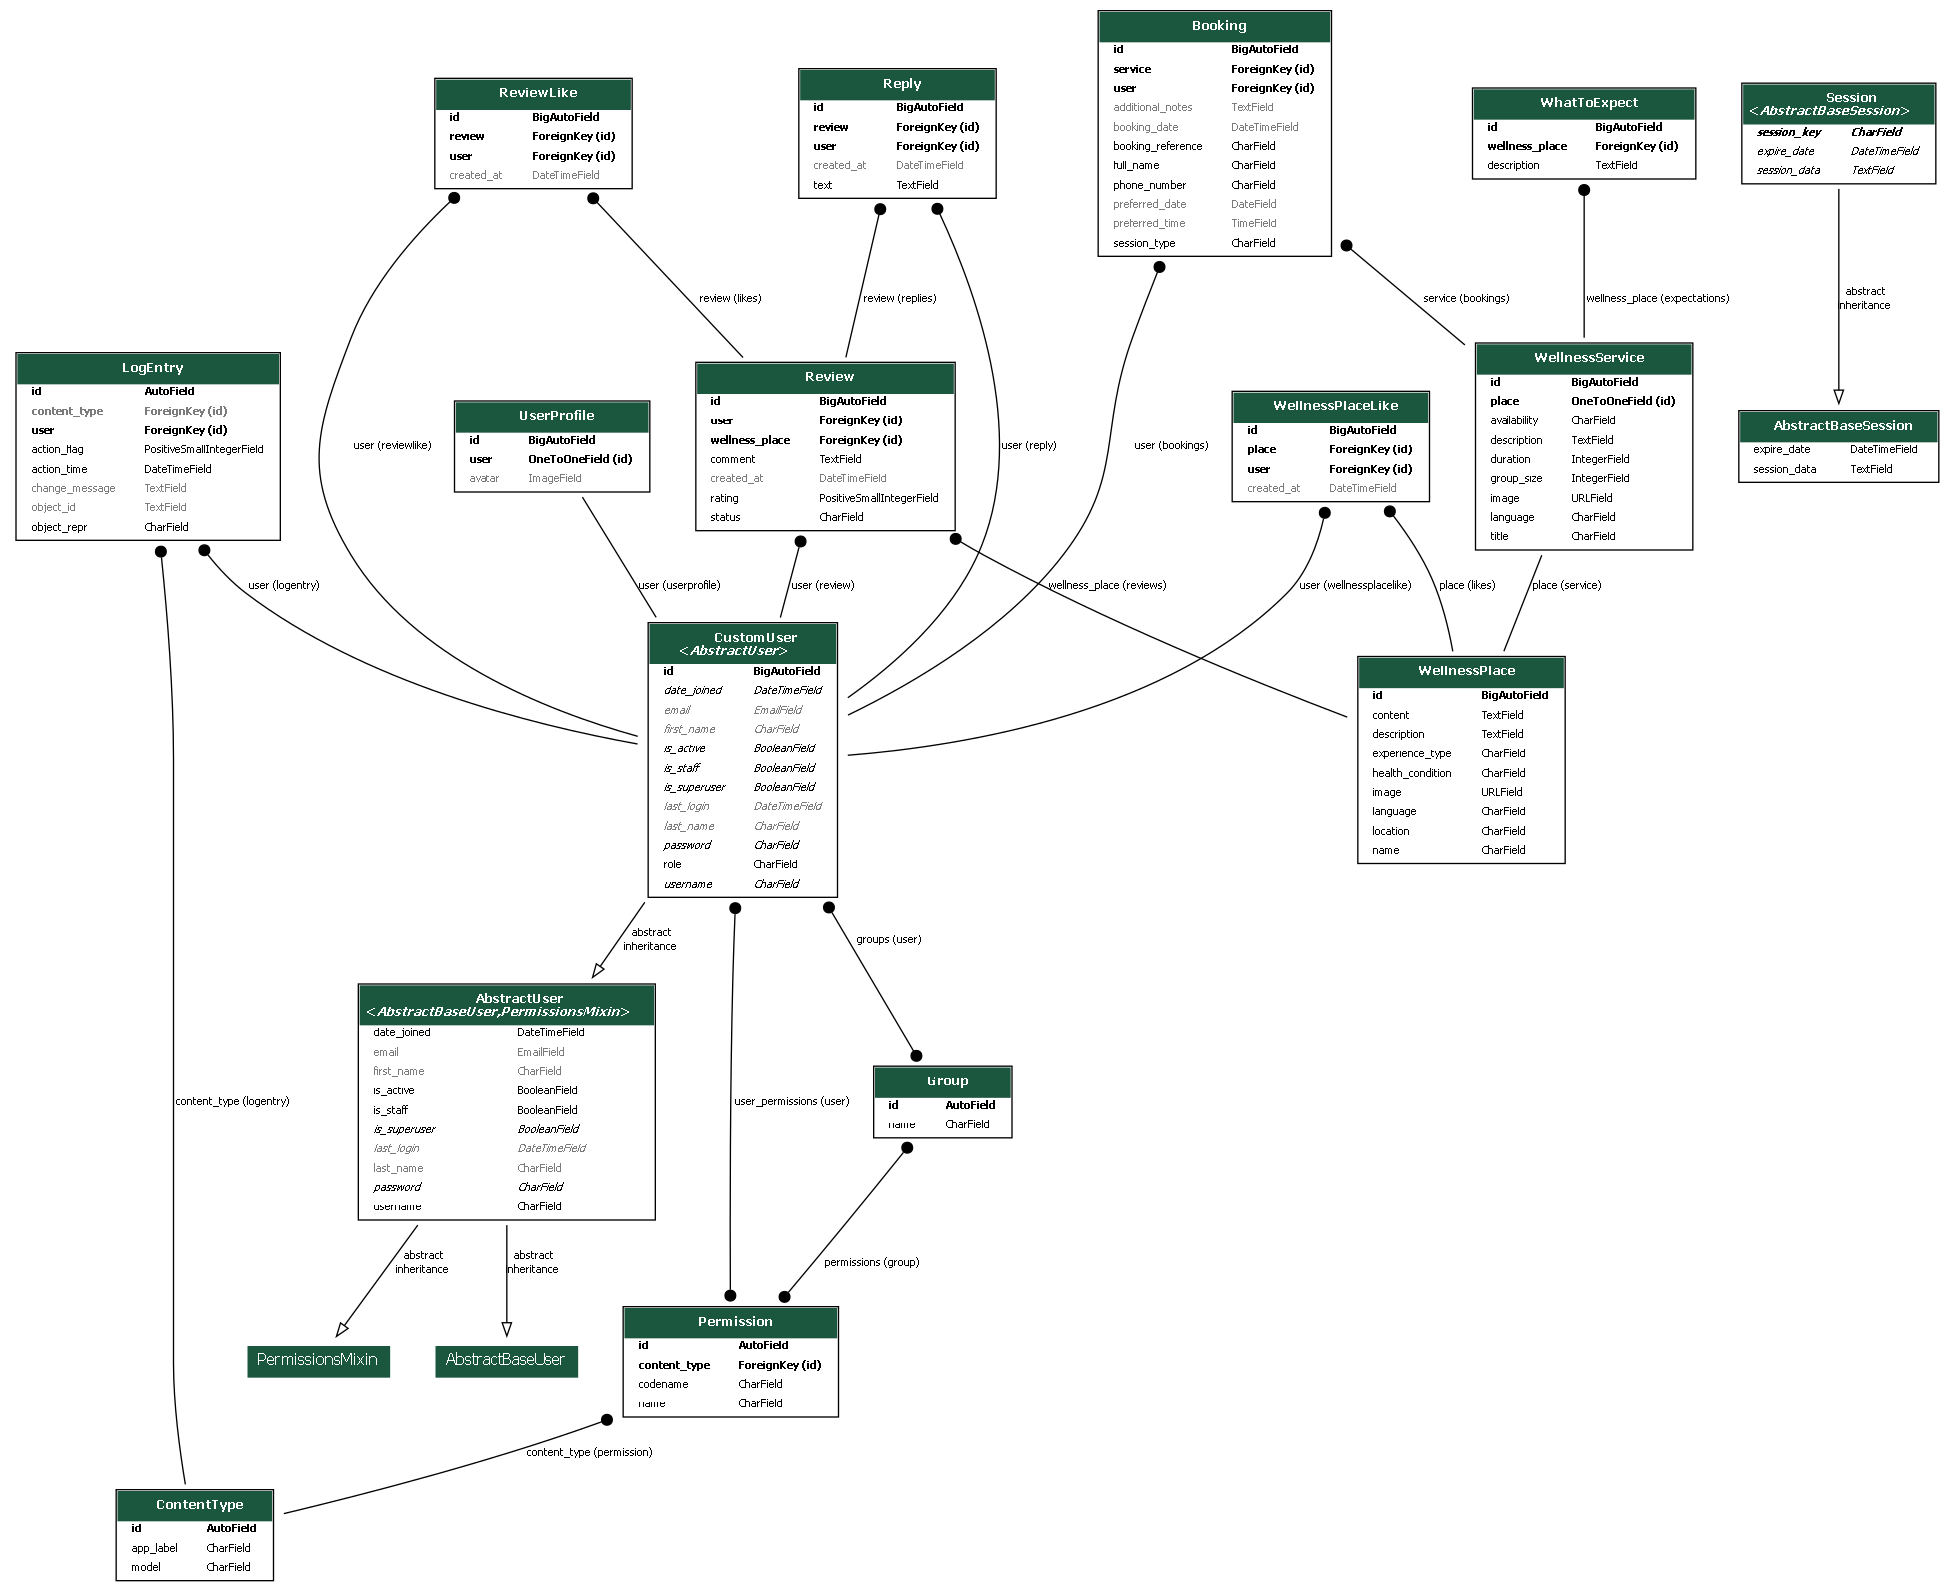 Booking
id BigAutoField
service ForeignKey (id)
user ForeignKey (id)
additional_notes TextField
booking_date DateTimeField
booking_reference CharField
full_name CharField
phone_number CharField
preferred_date DateField
preferred_time TimeField
session_type CharField
ReviewLike
id BigAutoField
review ForeignKey (id)
user ForeignKey (id)
created_at DateTimeField
Reply
id BigAutoField
review ForeignKey (id)
user ForeignKey (id)
created_at DateTimeField
text TextField
WhatToExpect
id BigAutoField
wellness_place ForeignKey (id)
description TextField
Session
<AbstractBaseSession>
session_key CharField
expire_date DateTimeField
session_data TextField
review (likes)
review (replies)
service (bookings)
wellness_place (expectations)
abstract
inheritance
LogEntry
id AutoField
content_type ForeignKey (id)
user ForeignKey (id)
action_flag PositiveSmallIntegerField
action_time DateTimeField
change_message TextField
object_id TextField
object_repr CharField
user (reviewlike)
UserProfile
id BigAutoField
user OneToOneField (id)
avatar ImageField
Review
id BigAutoField
user ForeignKey (id)
wellness_place ForeignKey (id)
comment TextField
created_at DateTimeField
rating PositiveSmallIntegerField
status CharField
user (reply)
user (bookings)
WellnessPlaceLike
id BigAutoField
place ForeignKey (id)
user ForeignKey (id)
created_at DateTimeField
WellnessService
id BigAutoField
place OneToOneField (id)
availability CharField
description TextField
duration IntegerField
group_size IntegerField
image URLField
language CharField
title CharField
AbstractBaseSession
expire_date DateTimeField
session_data TextField
user (logentry)
user (userprofile)
user (review)
wellness_place (reviews)
user (wellnessplacelike)
place (likes)
place (service)
CustomUser
<AbstractUser>
id BigAutoField
date_joined DateTimeField
email EmailField
first_name CharField
is_active BooleanField
is_staff BooleanField
is_superuser BooleanField
last_login DateTimeField
last_name CharField
password CharField
role CharField
username CharField
WellnessPlace
id BigAutoField
content TextField
description TextField
experience_type CharField
health_condition CharField
image URLField
language CharField
location CharField
name CharField
abstract
inheritance
groups (user)
AbstractUser
<AbstractBaseUser,PermissionsMixin>
date_joined DateTimeField
email EmailField
first_name CharField
is_active BooleanField
is_staff BooleanField
is_superuser BooleanField
last_login DateTimeField
last_name CharField
password CharField
username CharField
content_type (logentry)
user_permissions (user)
Group
id AutoField
name CharField
abstract
inheritance
abstract
inheritance
permissions (group)
PermissionsMixin
AbstractBaseUser
Permission
id AutoField
content_type ForeignKey (id)
codename CharField
name CharField
content_type (permission)
ContentType
id AutoField
app_label CharField
model CharField